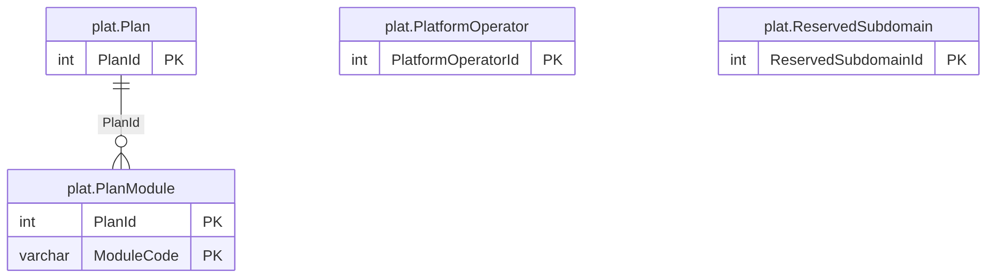 plat.Plan
int PlanId PK
plat.PlatformOperator
int PlatformOperatorId PK
plat.ReservedSubdomain
int ReservedSubdomainId PK
PlanId
plat.PlanModule
int PlanId PK
varchar ModuleCode PK